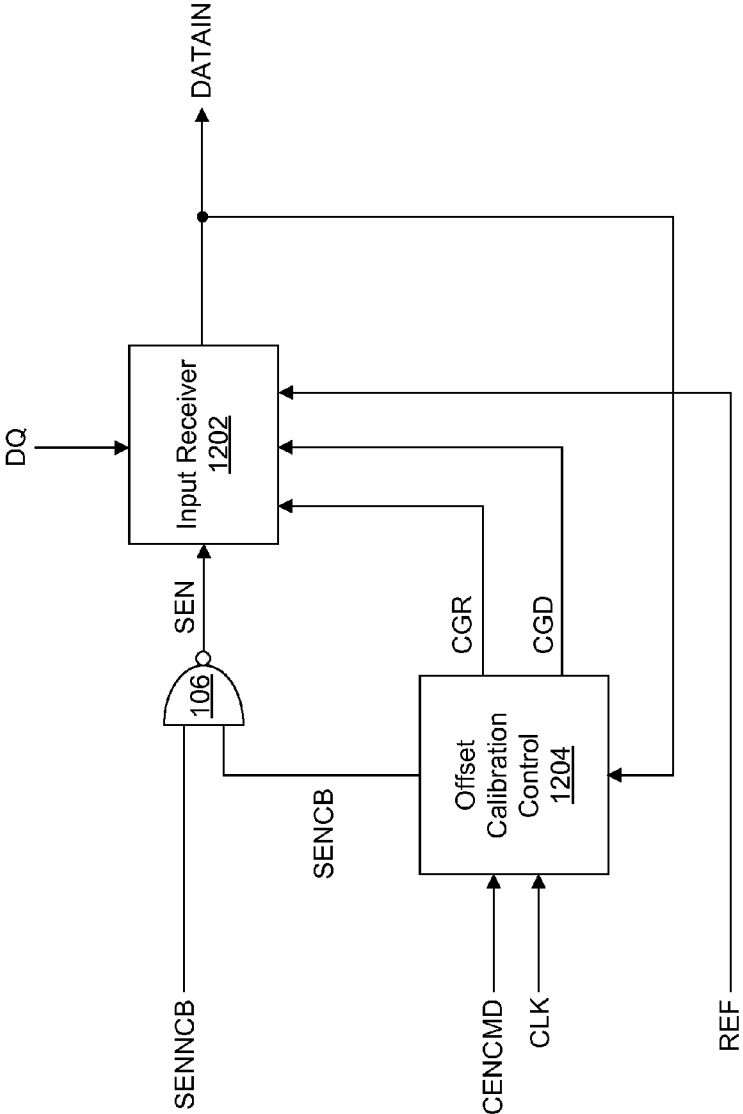 DQ
DATAIN
Input Receiver
1202
SEN
106
SENNCB
SENCB
CGR
CGD
Offset
Calibration
Control
1204
CENCMD
CLK
REF